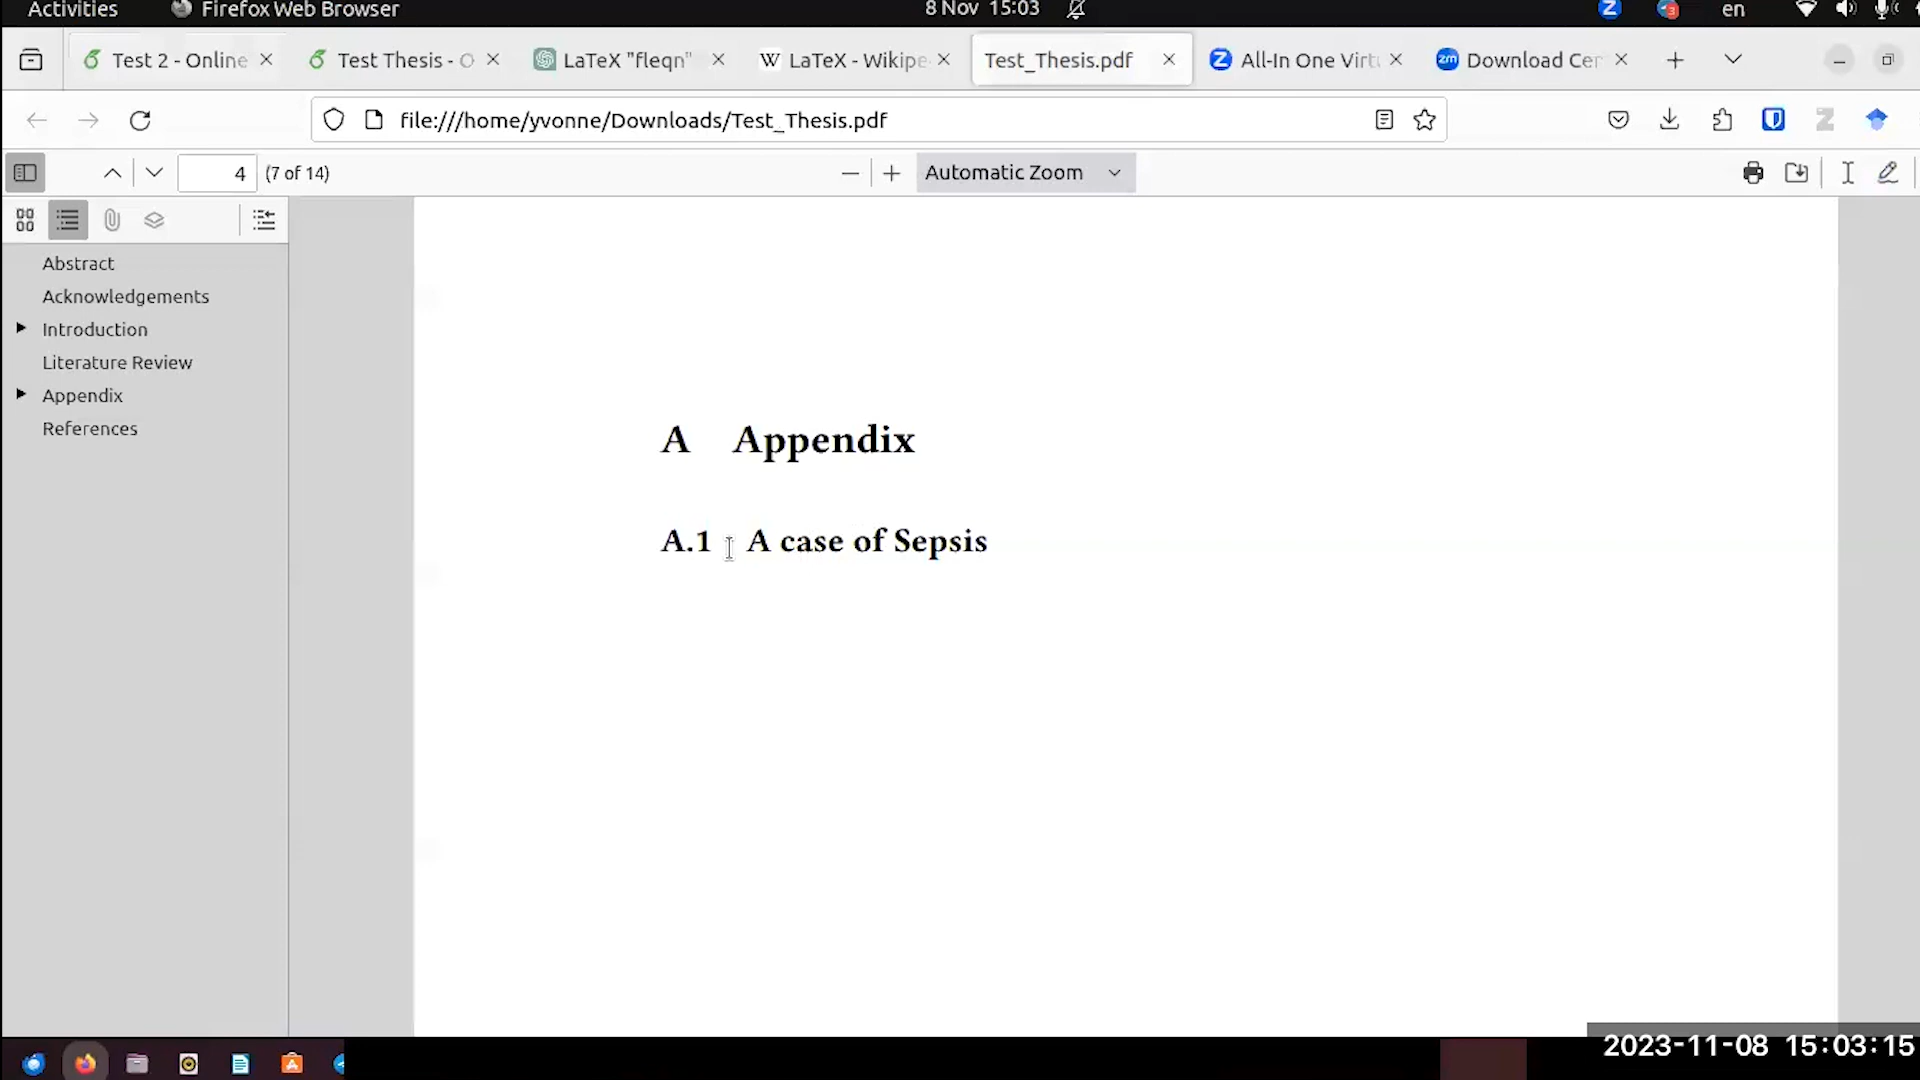 Activities Firefox Web Browser 8 Nov 15:03 en
Test 2 - Online Test Thesis - O LaTeX "fleqn" W LaTeX - Wikipe Test_Thesis.pdf All-In One Virt Download Cer
file:///home/yvonne/Downloads/Test_Thesis.pdf
4 (7 of 14) Automatic Zoom
Abstract
Acknowledgements
Introduction
Literature Review
Appendix
References
A Appendix
A.1 A case of Sepsis
2023-11-08 15:03:15